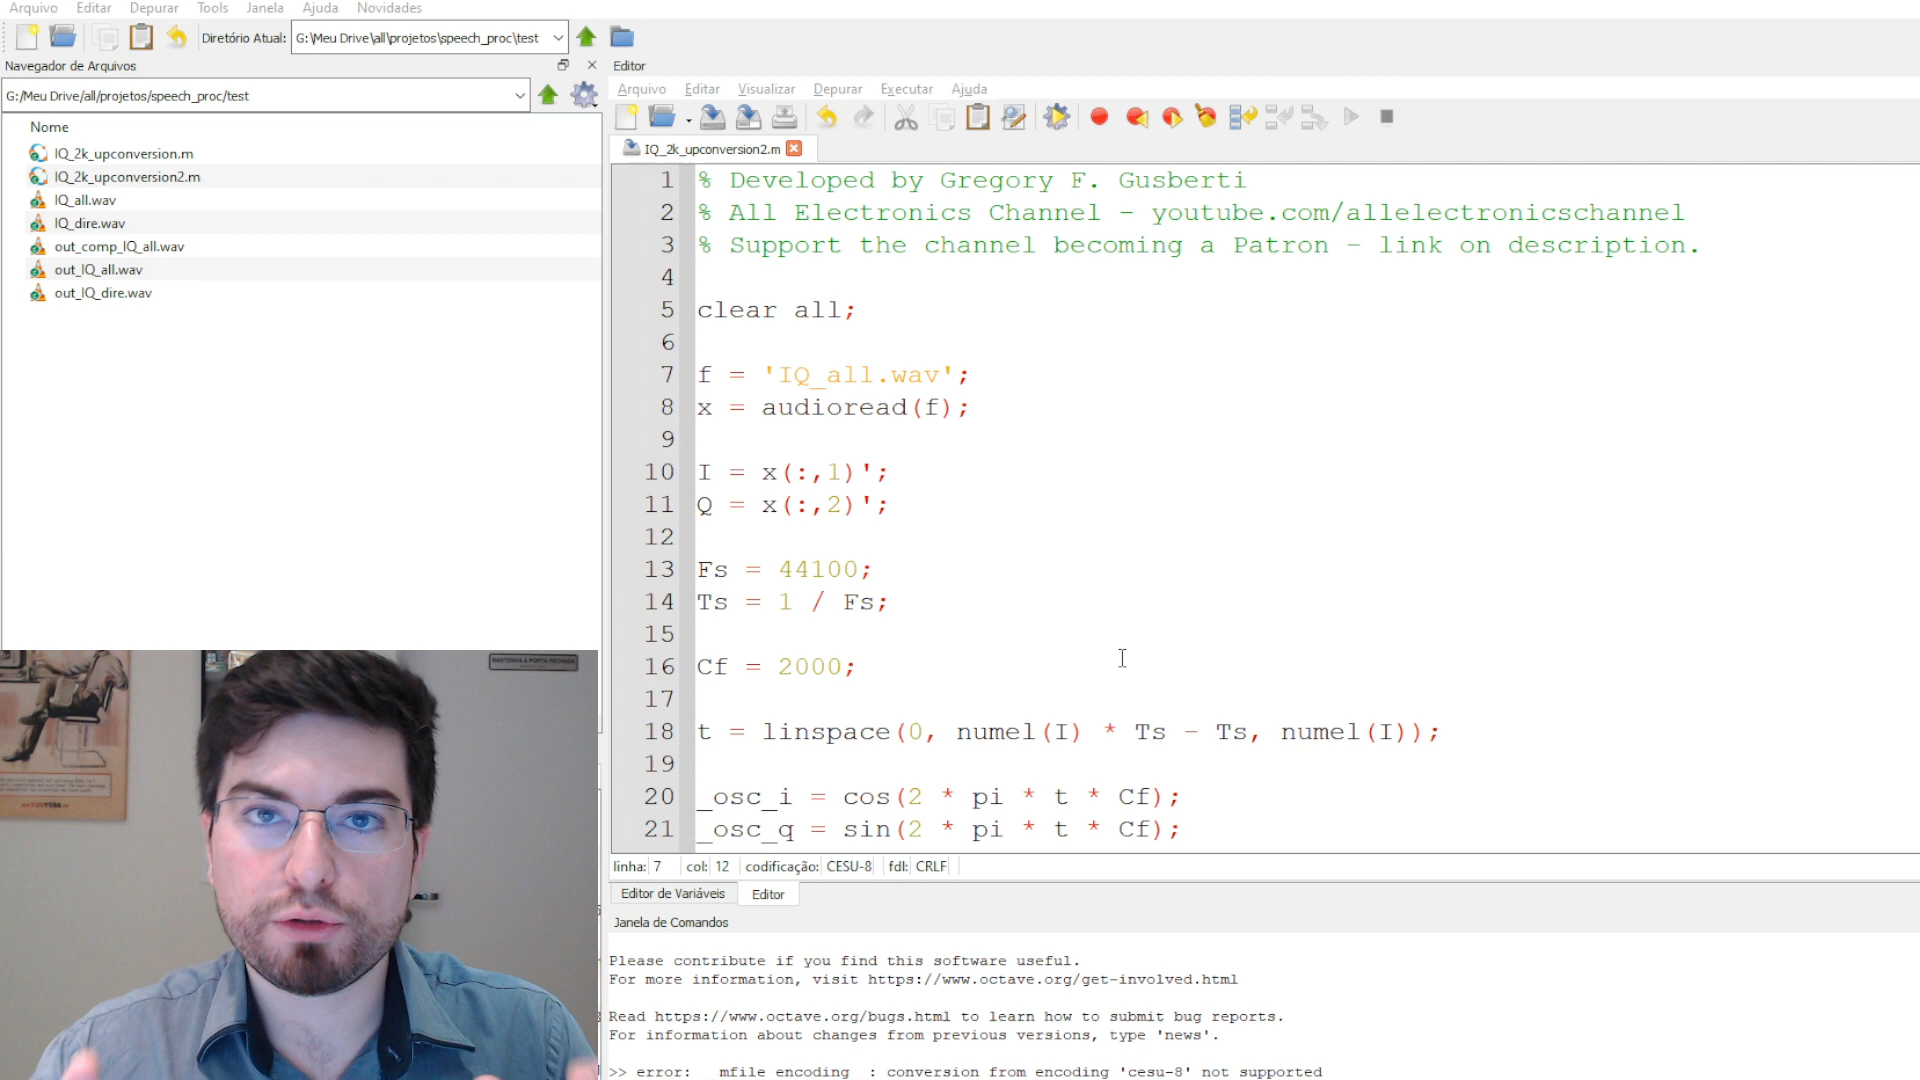 Arquivo Editar Depurar Tools Janela Ajuda Novidades
Diretório Atual: G:\Meu Drive\all\projetos\speech_proc\test
Navegador de Arquivos
G:/Meu Drive/all/projetos/speech_proc/test
Nome
IQ_2k_upconversion.m
IQ_2k_upconversion2.m
IQ_all.wav
IQ_dire.wav
out_comp_IQ_all.wav
out_IQ_all.wav
out_IQ_dire.wav
MANTENHA A PORTA FECHADA
Editor
Arquivo Editar Visualizar Depurar Executar Ajuda
IQ_2k_upconversion2.m
1 % Developed by Gregory F. Gusberti
2 % All Electronics Channel - youtube.com/allelectronicschannel
3 % Support the channel becoming a Patron - link on description.
4
5 clear all;
6
7 f = 'IQ_all.wav';
8 x = audioread(f);
9
10 I = x(:,1)';
11 Q = x(:,2)';
12
13 Fs = 44100;
14 Ts = 1 / Fs;
15
16 Cf = 2000;
17
18 t = linspace(0, numel(I) * Ts - Ts, numel(I));
19
20 _osc_i = cos(2 * pi * t * Cf);
21 _osc_q = sin(2 * pi * t * Cf);
linha: 7 col: 12 codificação: CESU-8 fdl: CRLF
Editor de Variáveis Editor
Janela de Comandos
Please contribute if you find this software useful.
For more information, visit https://www.octave.org/get-involved.html
Read https://www.octave.org/bugs.html to learn how to submit bug reports.
For information about changes from previous versions, type 'news'.
>> error: __mfile_encoding__: conversion from encoding 'cesu-8' not supported